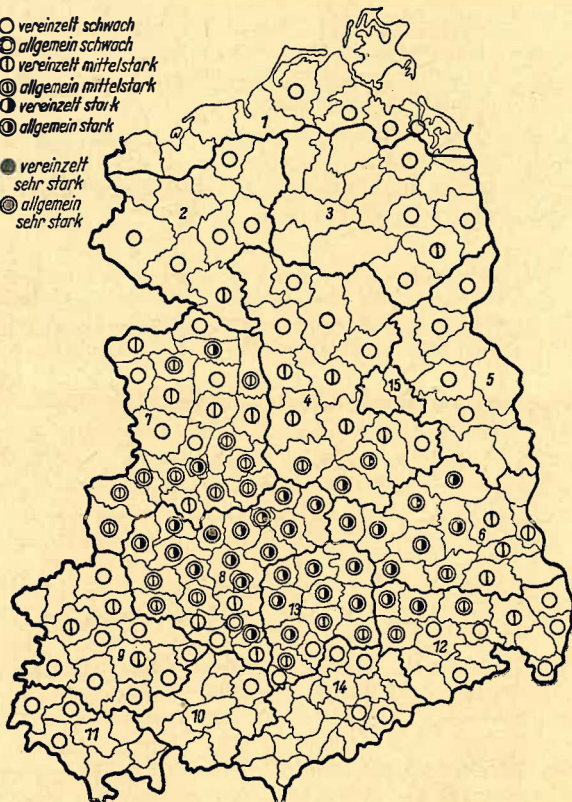 vereinzelt schwach
allgemein schwach
vereinzelt mittelstark
allgemein mittelstark
vereinzelt stark
allgemein stark
vereinzelt
sehr stark
allgemein
sehr stark
1
2
3
4
15
5
7
6
8
13
9
12
14
10
11